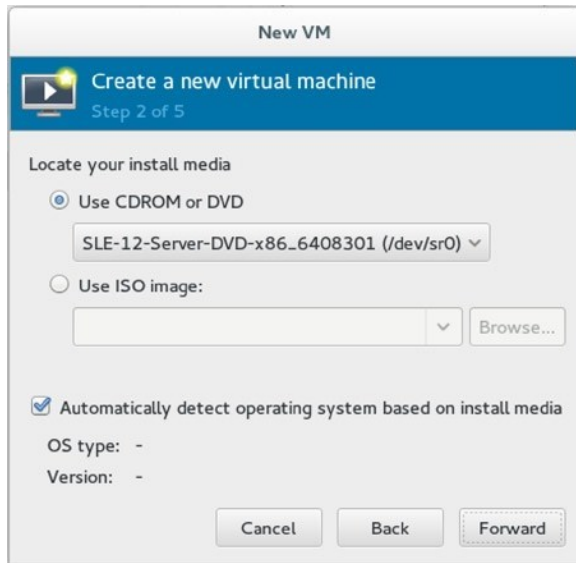 New VM
Create a new virtual machine
Step 2 of 5
Locate your install media
Use CDROM or DVD
SLE-12-Server-DVD-x86_6408301 (/dev/sr0)
Use ISO image:
Browse...
Automatically detect operating system based on install media
OS type: -
Version: -
Cancel Back Forward